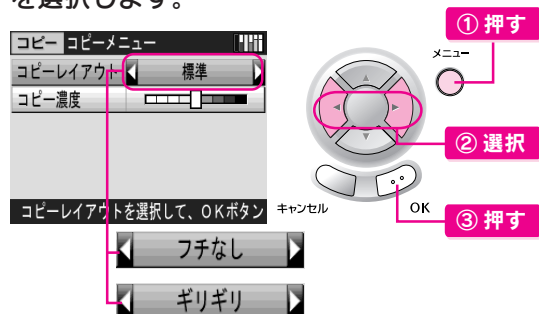 を選択します。
① 押す
コピー コピーメニュー
メニュー
コピーレイアウト 標準
コピー濃度
② 選択
コピーレイアウトを選択して、OKボタン
キャンセル
OK
③ 押す
フチなし
ギリギリ